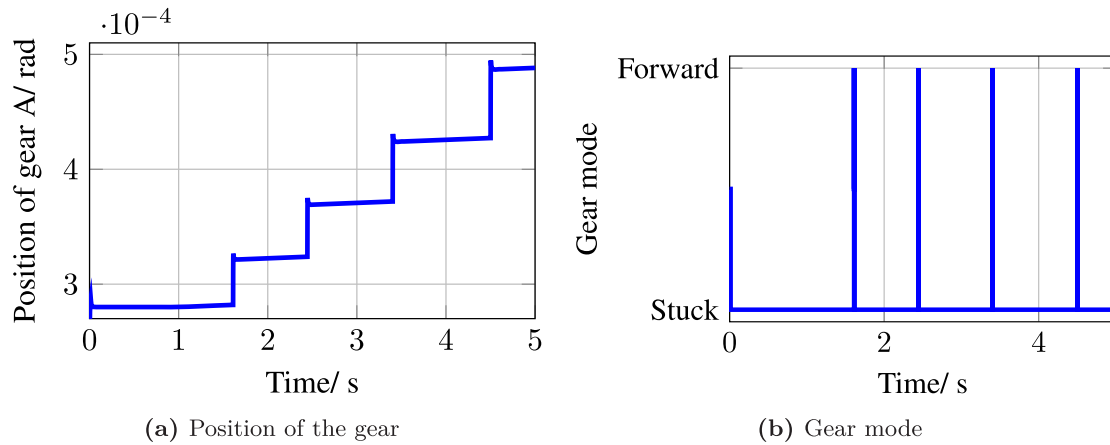 ·10⁻⁴
5
4
3
Position of gear A/ rad
0 1 2 3 4 5
Time/ s
(a) Position of the gear
Forward
Stuck
Gear mode
0 2 4
Time/ s
(b) Gear mode